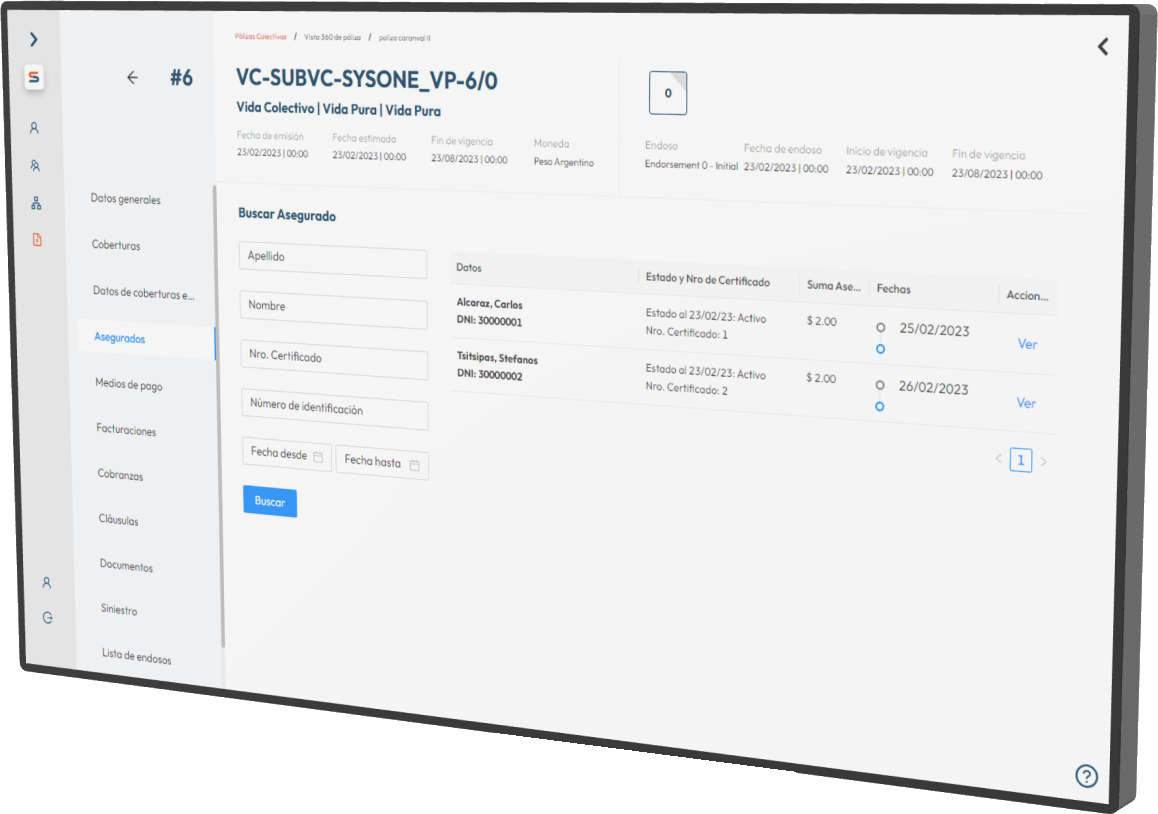 Pólizas Colectivas / Vista 360 de póliza / poliza caranval II
#6
VC-SUBVC-SYSONE_VP-6/0
Vida Colectivo | Vida Pura | Vida Pura
Fecha de emisión
23/02/2023 | 00:00
Fecha estimada
23/02/2023 | 00:00
Fin de vigencia
23/08/2023 | 00:00
Moneda
Peso Argentino
0
Endoso
Endorsement 0 - Initial
Fecha de endoso
23/02/2023 | 00:00
Inicio de vigencia
23/02/2023 | 00:00
Fin de vigencia
23/08/2023 | 00:00
S
Datos generales
Coberturas
Datos de coberturas e...
Asegurados
Medios de pago
Facturaciones
Cobranzas
Cláusulas
Documentos
Siniestro
Lista de endosos
Buscar Asegurado
Apellido
Nombre
Nro. Certificado
Número de identificación
Fecha desde
Fecha hasta
Buscar
Datos
Estado y Nro de Certificado
Suma Ase...
Fechas
Accion...
Alcaraz, Carlos
DNI: 30000001
Estado al 23/02/23: Activo
Nro. Certificado: 1
$ 2.00
25/02/2023
Ver
Tsitsipas, Stefanos
DNI: 30000002
Estado al 23/02/23: Activo
Nro. Certificado: 2
$ 2.00
26/02/2023
Ver
< 1 >
?